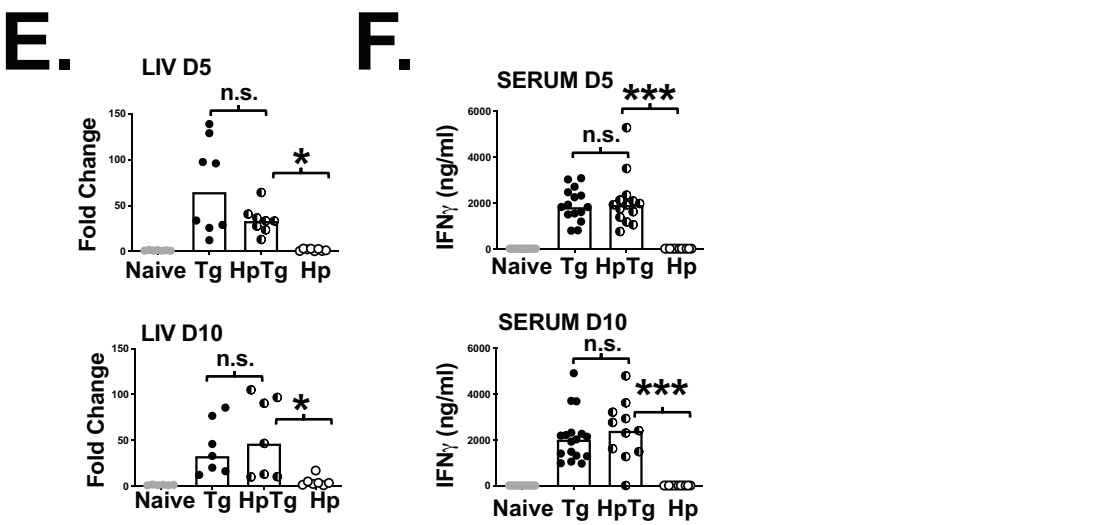 E.
LIV D5
n.s.
*
Fold Change
150
100
50
0
Naive Tg HpTg Hp
F.
SERUM D5
***
n.s.
IFNγ (ng/ml)
6000
4000
2000
0
Naive Tg HpTg Hp
LIV D10
n.s.
*
Fold Change
150
100
50
0
Naive Tg HpTg Hp
SERUM D10
n.s.
***
IFNγ (ng/ml)
6000
4000
2000
0
Naive Tg HpTg Hp